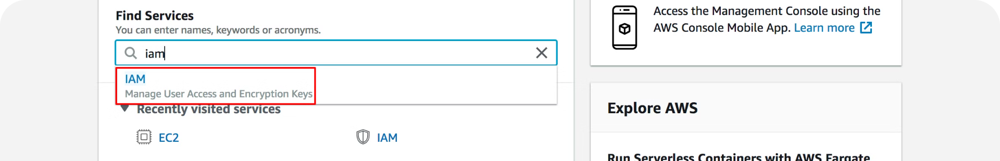 Find Services
You can enter names, keywords or acronyms.
iam
IAM
Manage User Access and Encryption Keys
Recently visited services
EC2
IAM
Access the Management Console using the
AWS Console Mobile App. Learn more
Explore AWS
Run Serverless Containers with AWS Fargate